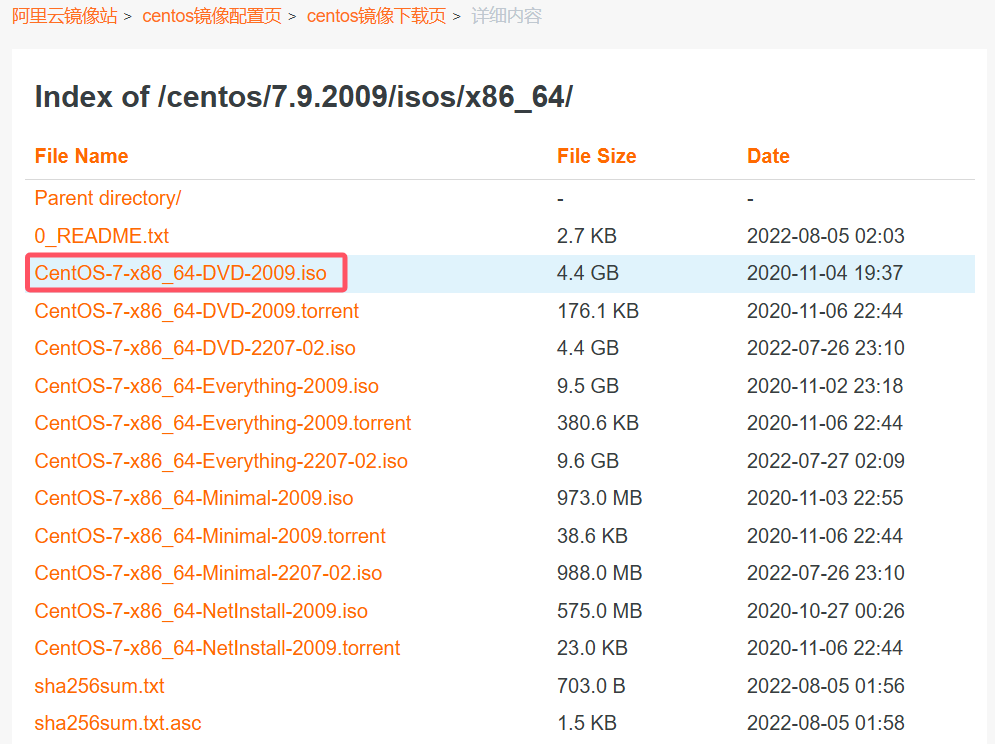 阿里云镜像站 > centos镜像配置页 > centos镜像下载页 > 详细内容
Index of /centos/7.9.2009/isos/x86_64/
File Name File Size Date
Parent directory/ - -
0_README.txt 2.7 KB 2022-08-05 02:03
CentOS-7-x86_64-DVD-2009.iso 4.4 GB 2020-11-04 19:37
CentOS-7-x86_64-DVD-2009.torrent 176.1 KB 2020-11-06 22:44
CentOS-7-x86_64-DVD-2207-02.iso 4.4 GB 2022-07-26 23:10
CentOS-7-x86_64-Everything-2009.iso 9.5 GB 2020-11-02 23:18
CentOS-7-x86_64-Everything-2009.torrent 380.6 KB 2020-11-06 22:44
CentOS-7-x86_64-Everything-2207-02.iso 9.6 GB 2022-07-27 02:09
CentOS-7-x86_64-Minimal-2009.iso 973.0 MB 2020-11-03 22:55
CentOS-7-x86_64-Minimal-2009.torrent 38.6 KB 2020-11-06 22:44
CentOS-7-x86_64-Minimal-2207-02.iso 988.0 MB 2022-07-26 23:10
CentOS-7-x86_64-NetInstall-2009.iso 575.0 MB 2020-10-27 00:26
CentOS-7-x86_64-NetInstall-2009.torrent 23.0 KB 2020-11-06 22:44
sha256sum.txt 703.0 B 2022-08-05 01:56
sha256sum.txt.asc 1.5 KB 2022-08-05 01:58